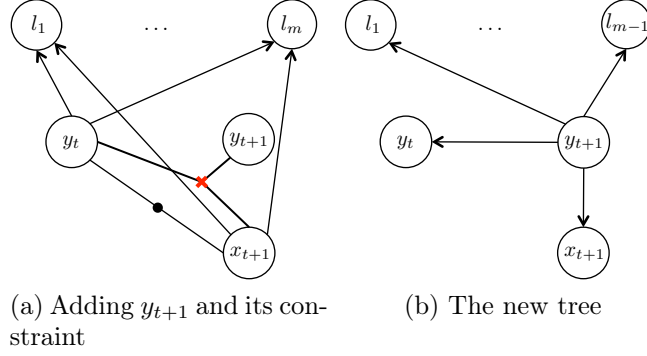 l₁ … lₘ l₁ … lₘ₋₁
yₜ yₜ₊₁ yₜ yₜ₊₁
xₜ₊₁ xₜ₊₁
(a) Adding yₜ₊₁ and its con-
straint
(b) The new tree